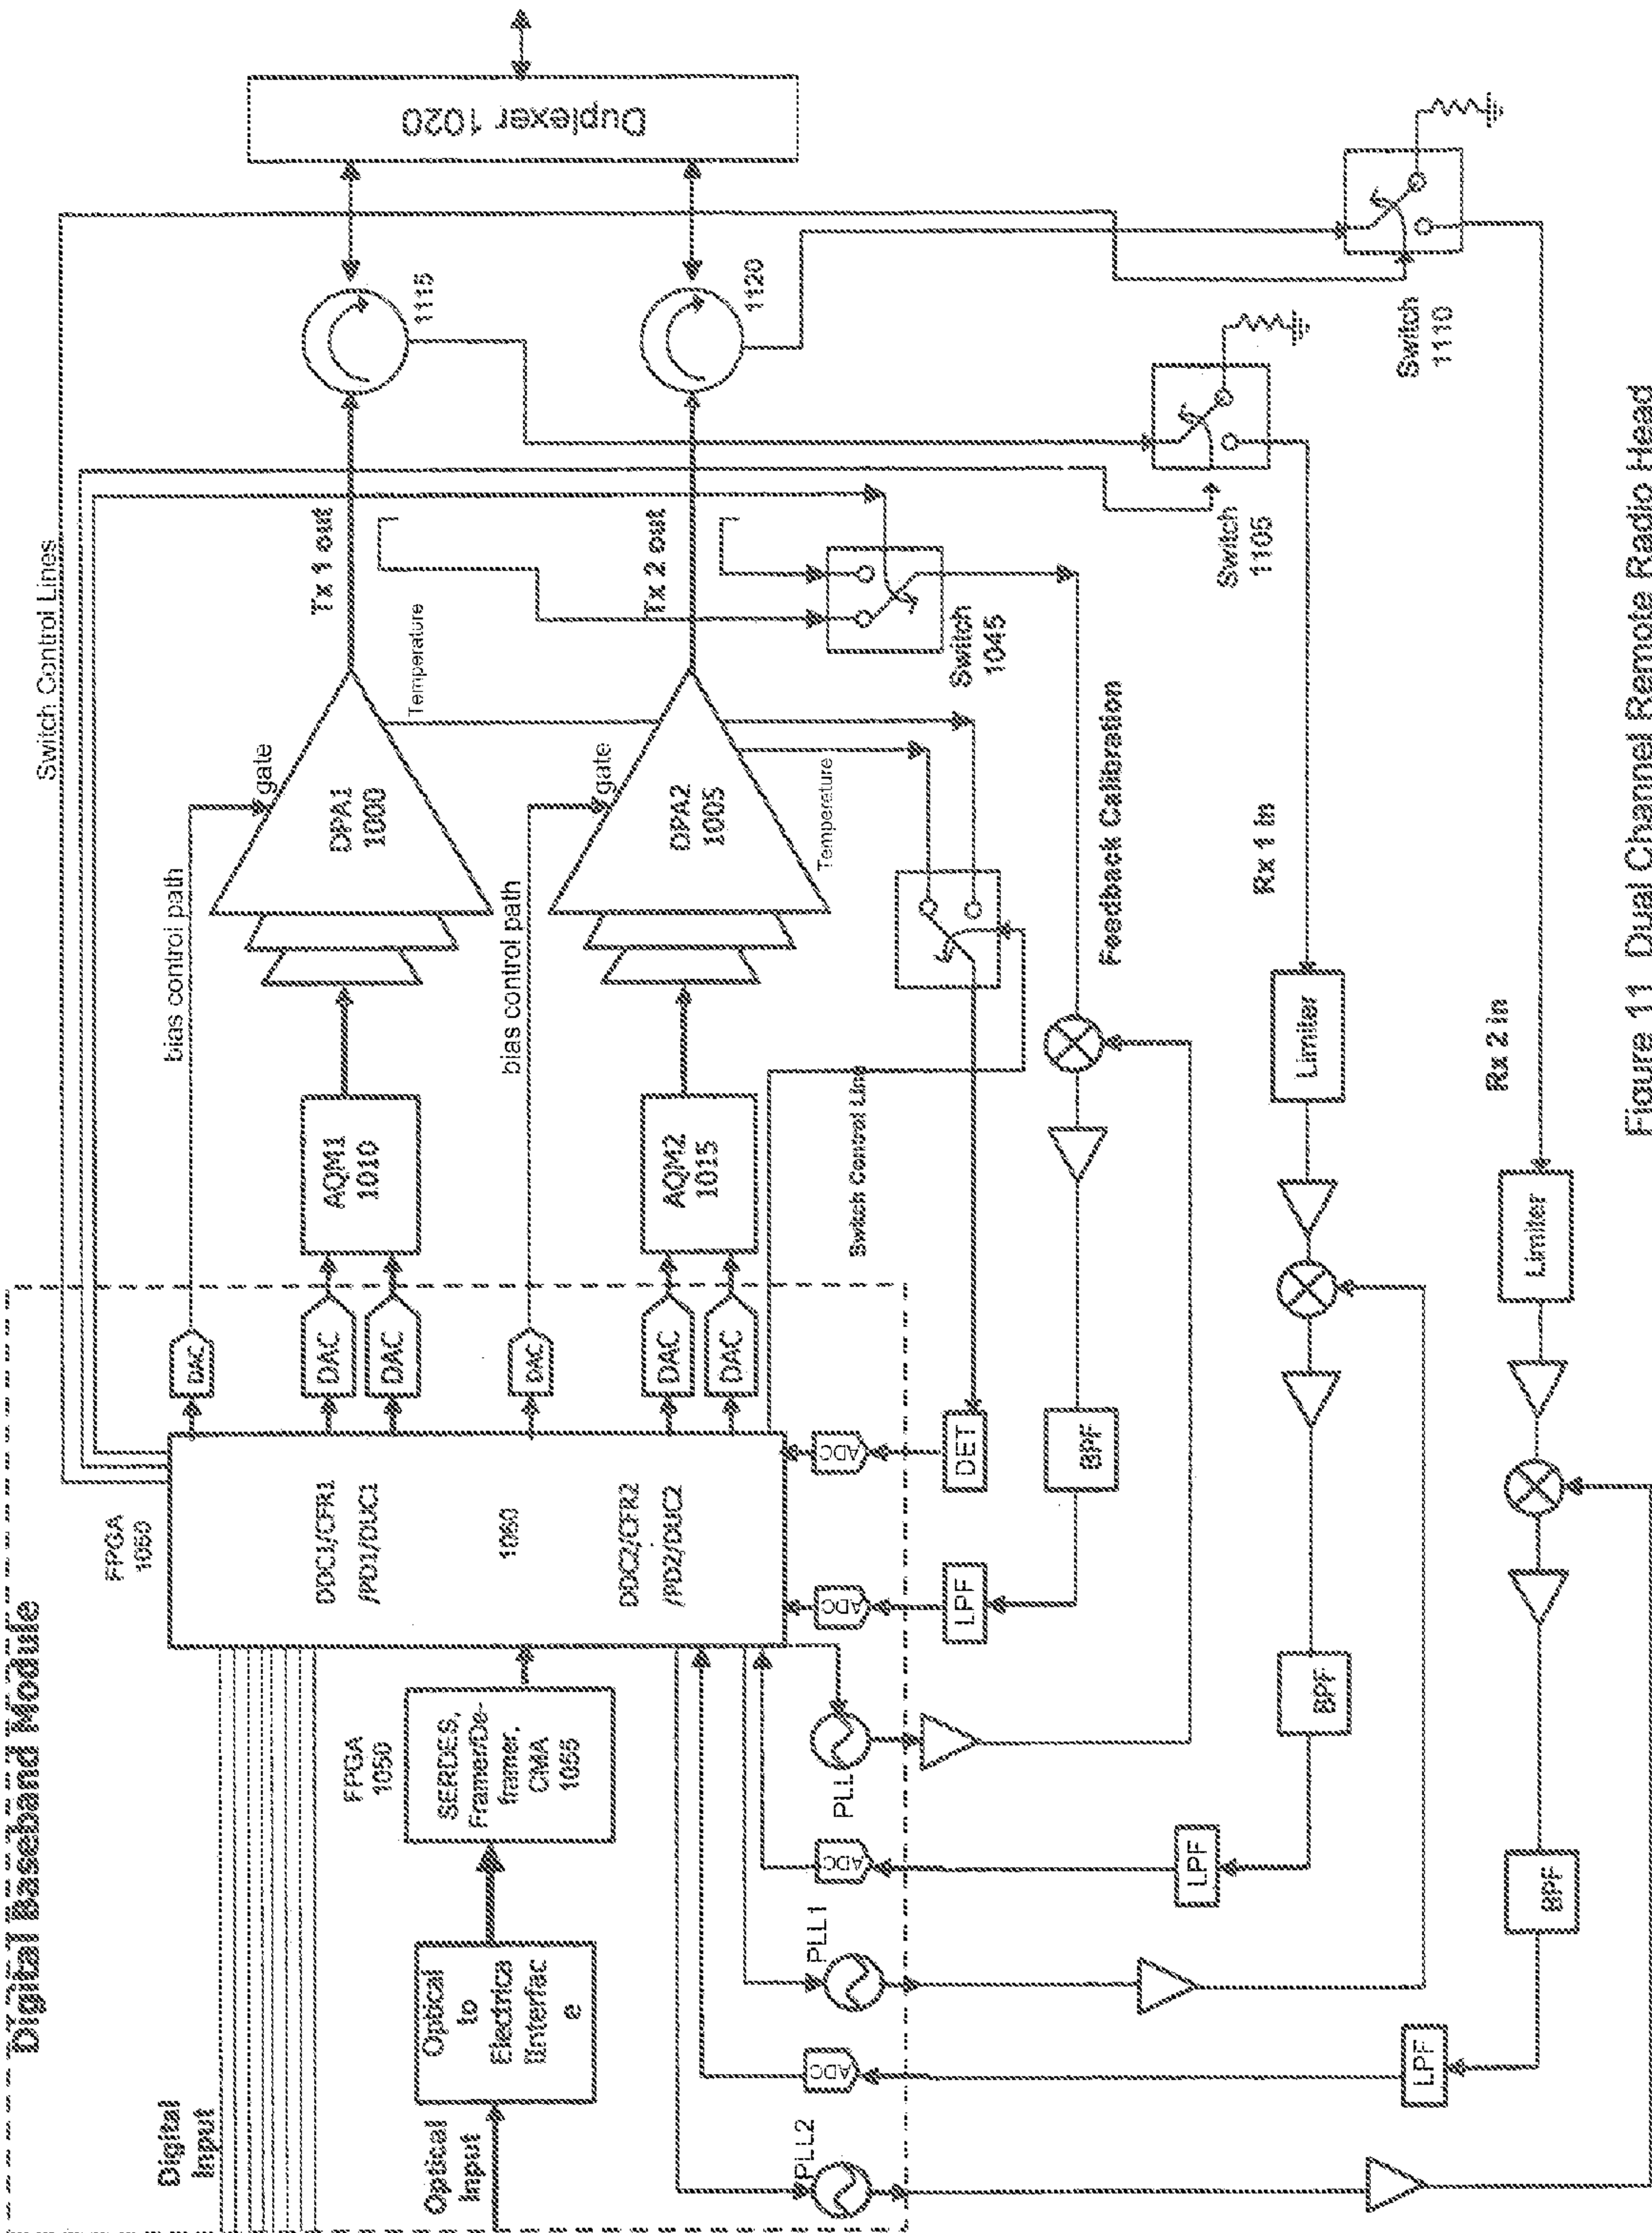 Digital Baseband Module
Switch Control Lines
Digital
Input
Optical
Input
Optical
to
Electrica
lInterfac
e
FPGA
1050
SERDES,
Framer/De-
framer,
CMA
1055
FPGA
1060
DDC1/CFR1
/PD1/DUC1
1060
DDC2/CFR2
/PD2/DUC2
DAC
DAC
DAC
DAC
DAC
DAC
bias control path
bias control path
AQM1
1010
AQM2
1015
gate
DPA1
1000
gate
DPA2
1005
Temperature
Temperature
Tx 1 out
Tx 2 out
1115
1120
Duplexer 1020
Switch Control Line
Switch
1045
Switch
1105
Switch
1110
Feedback Calibration
PLL2
ADC
PLL1
ADC
PLL
ADC
ADC
LPF
DET
BPF
LPF
BPF
Limiter
Rx 1 in
LPF
BPF
Limiter
Rx 2 in
Figure 11 Dual Channel Remote Radio Head